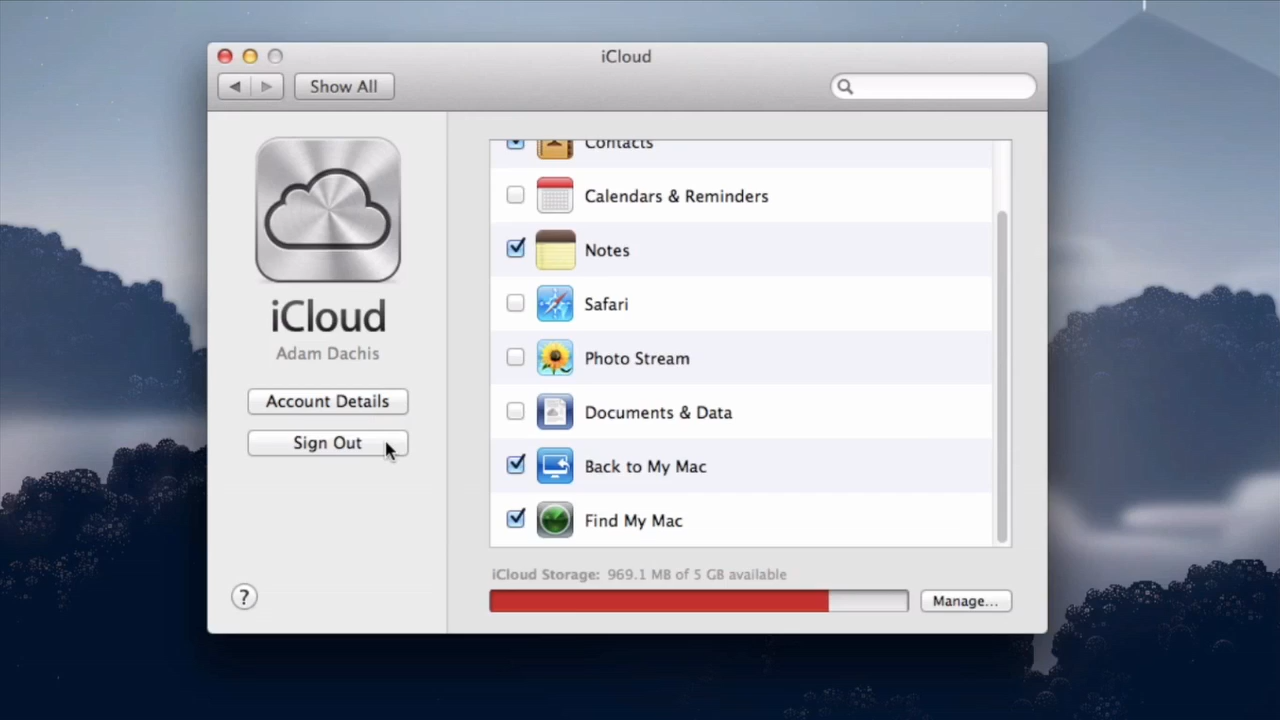 iCloud
Show All
iCloud
Adam Dachis
Account Details
Sign Out
?
Contacts
Calendars & Reminders
Notes
Safari
Photo Stream
Documents & Data
Back to My Mac
Find My Mac
iCloud Storage: 969.1 MB of 5 GB available
Manage...